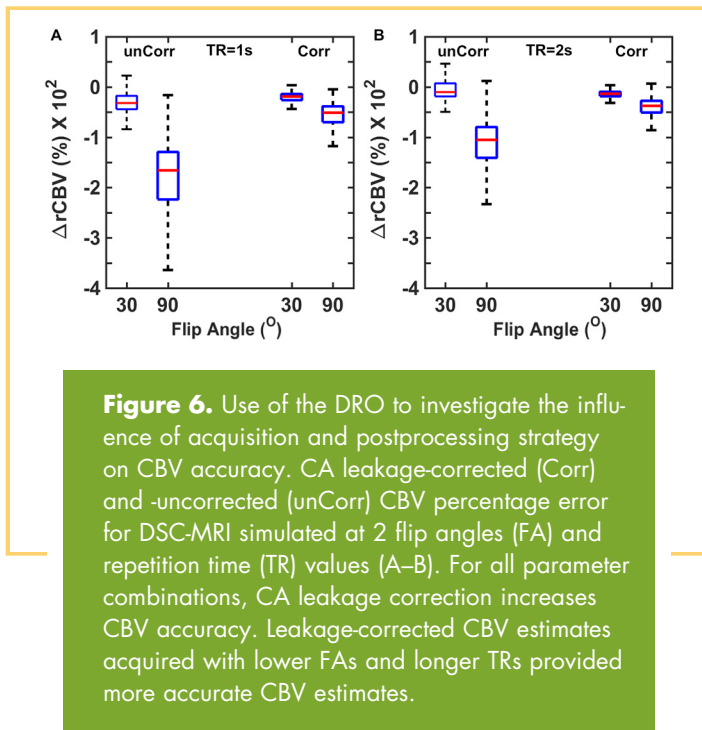 A
B
unCorr TR=1s Corr
unCorr TR=2s Corr
△rCBV (%) X 10²
1
0
-1
-2
-3
-4
30 90 30 90
Flip Angle (⁰)
△rCBV (%) X 10²
1
0
-1
-2
-3
-4
30 90 30 90
Flip Angle (⁰)
Figure 6. Use of the DRO to investigate the influ-
ence of acquisition and postprocessing strategy
on CBV accuracy. CA leakage-corrected (Corr)
and -uncorrected (unCorr) CBV percentage error
for DSC-MRI simulated at 2 flip angles (FA) and
repetition time (TR) values (A–B). For all parameter
combinations, CA leakage correction increases
CBV accuracy. Leakage-corrected CBV estimates
acquired with lower FAs and longer TRs provided
more accurate CBV estimates.